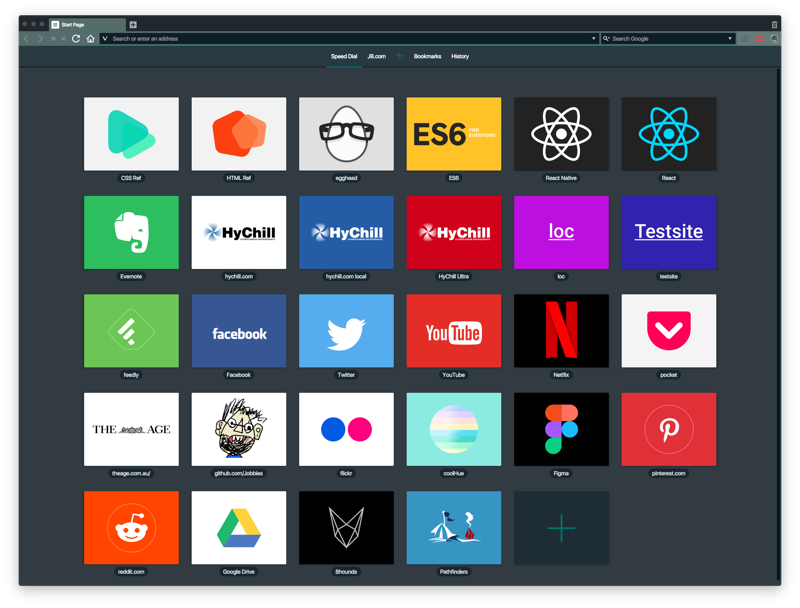 Start Page
Search or enter an address
Search Google
Speed Dial
JB.com
Bookmarks
History
ES6 FOR
EVERYONE!
CSS Ref
HTML Ref
egghead
ES6
React Native
React
HyChill
HyChill
HyChill
loc
Testsite
Evernote
hychill.com
hychill.com local
HyChill Ultra
loc
testsite
facebook
YouTube
feedly
Facebook
Twitter
YouTube
Netflix
pocket
THE AGE
theage.com.au/
github.com/Jobbies
flickr
coolHue
Figma
pinterest.com
reddit.com
Google Drive
8hounds
Pathfinders